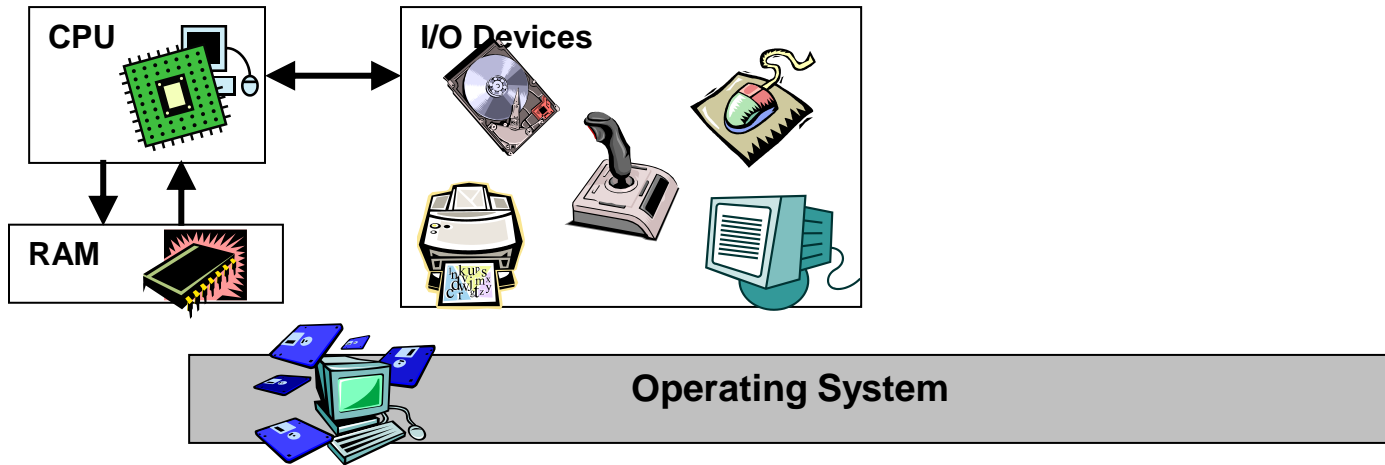 CPU
I/O Devices
RAM
Operating System